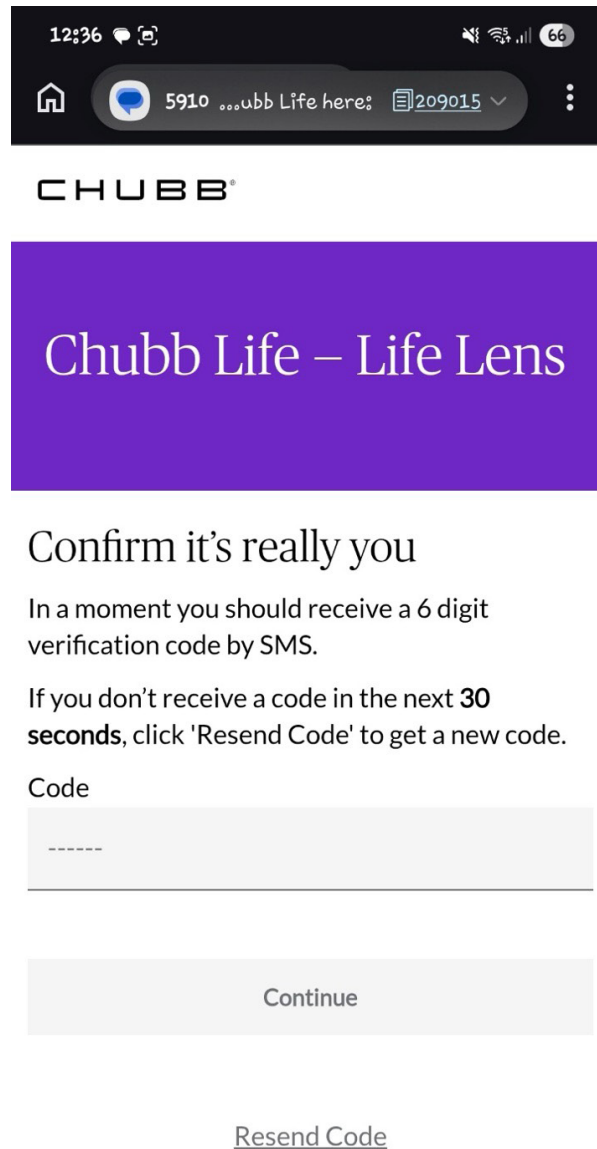 12:36 66
5910 ...ubb Life here: 209015
CHUBB®
Chubb Life – Life Lens
Confirm it's really you
In a moment you should receive a 6 digit
verification code by SMS.
If you don't receive a code in the next 30
seconds, click 'Resend Code' to get a new code.
Code
------
Continue
Resend Code